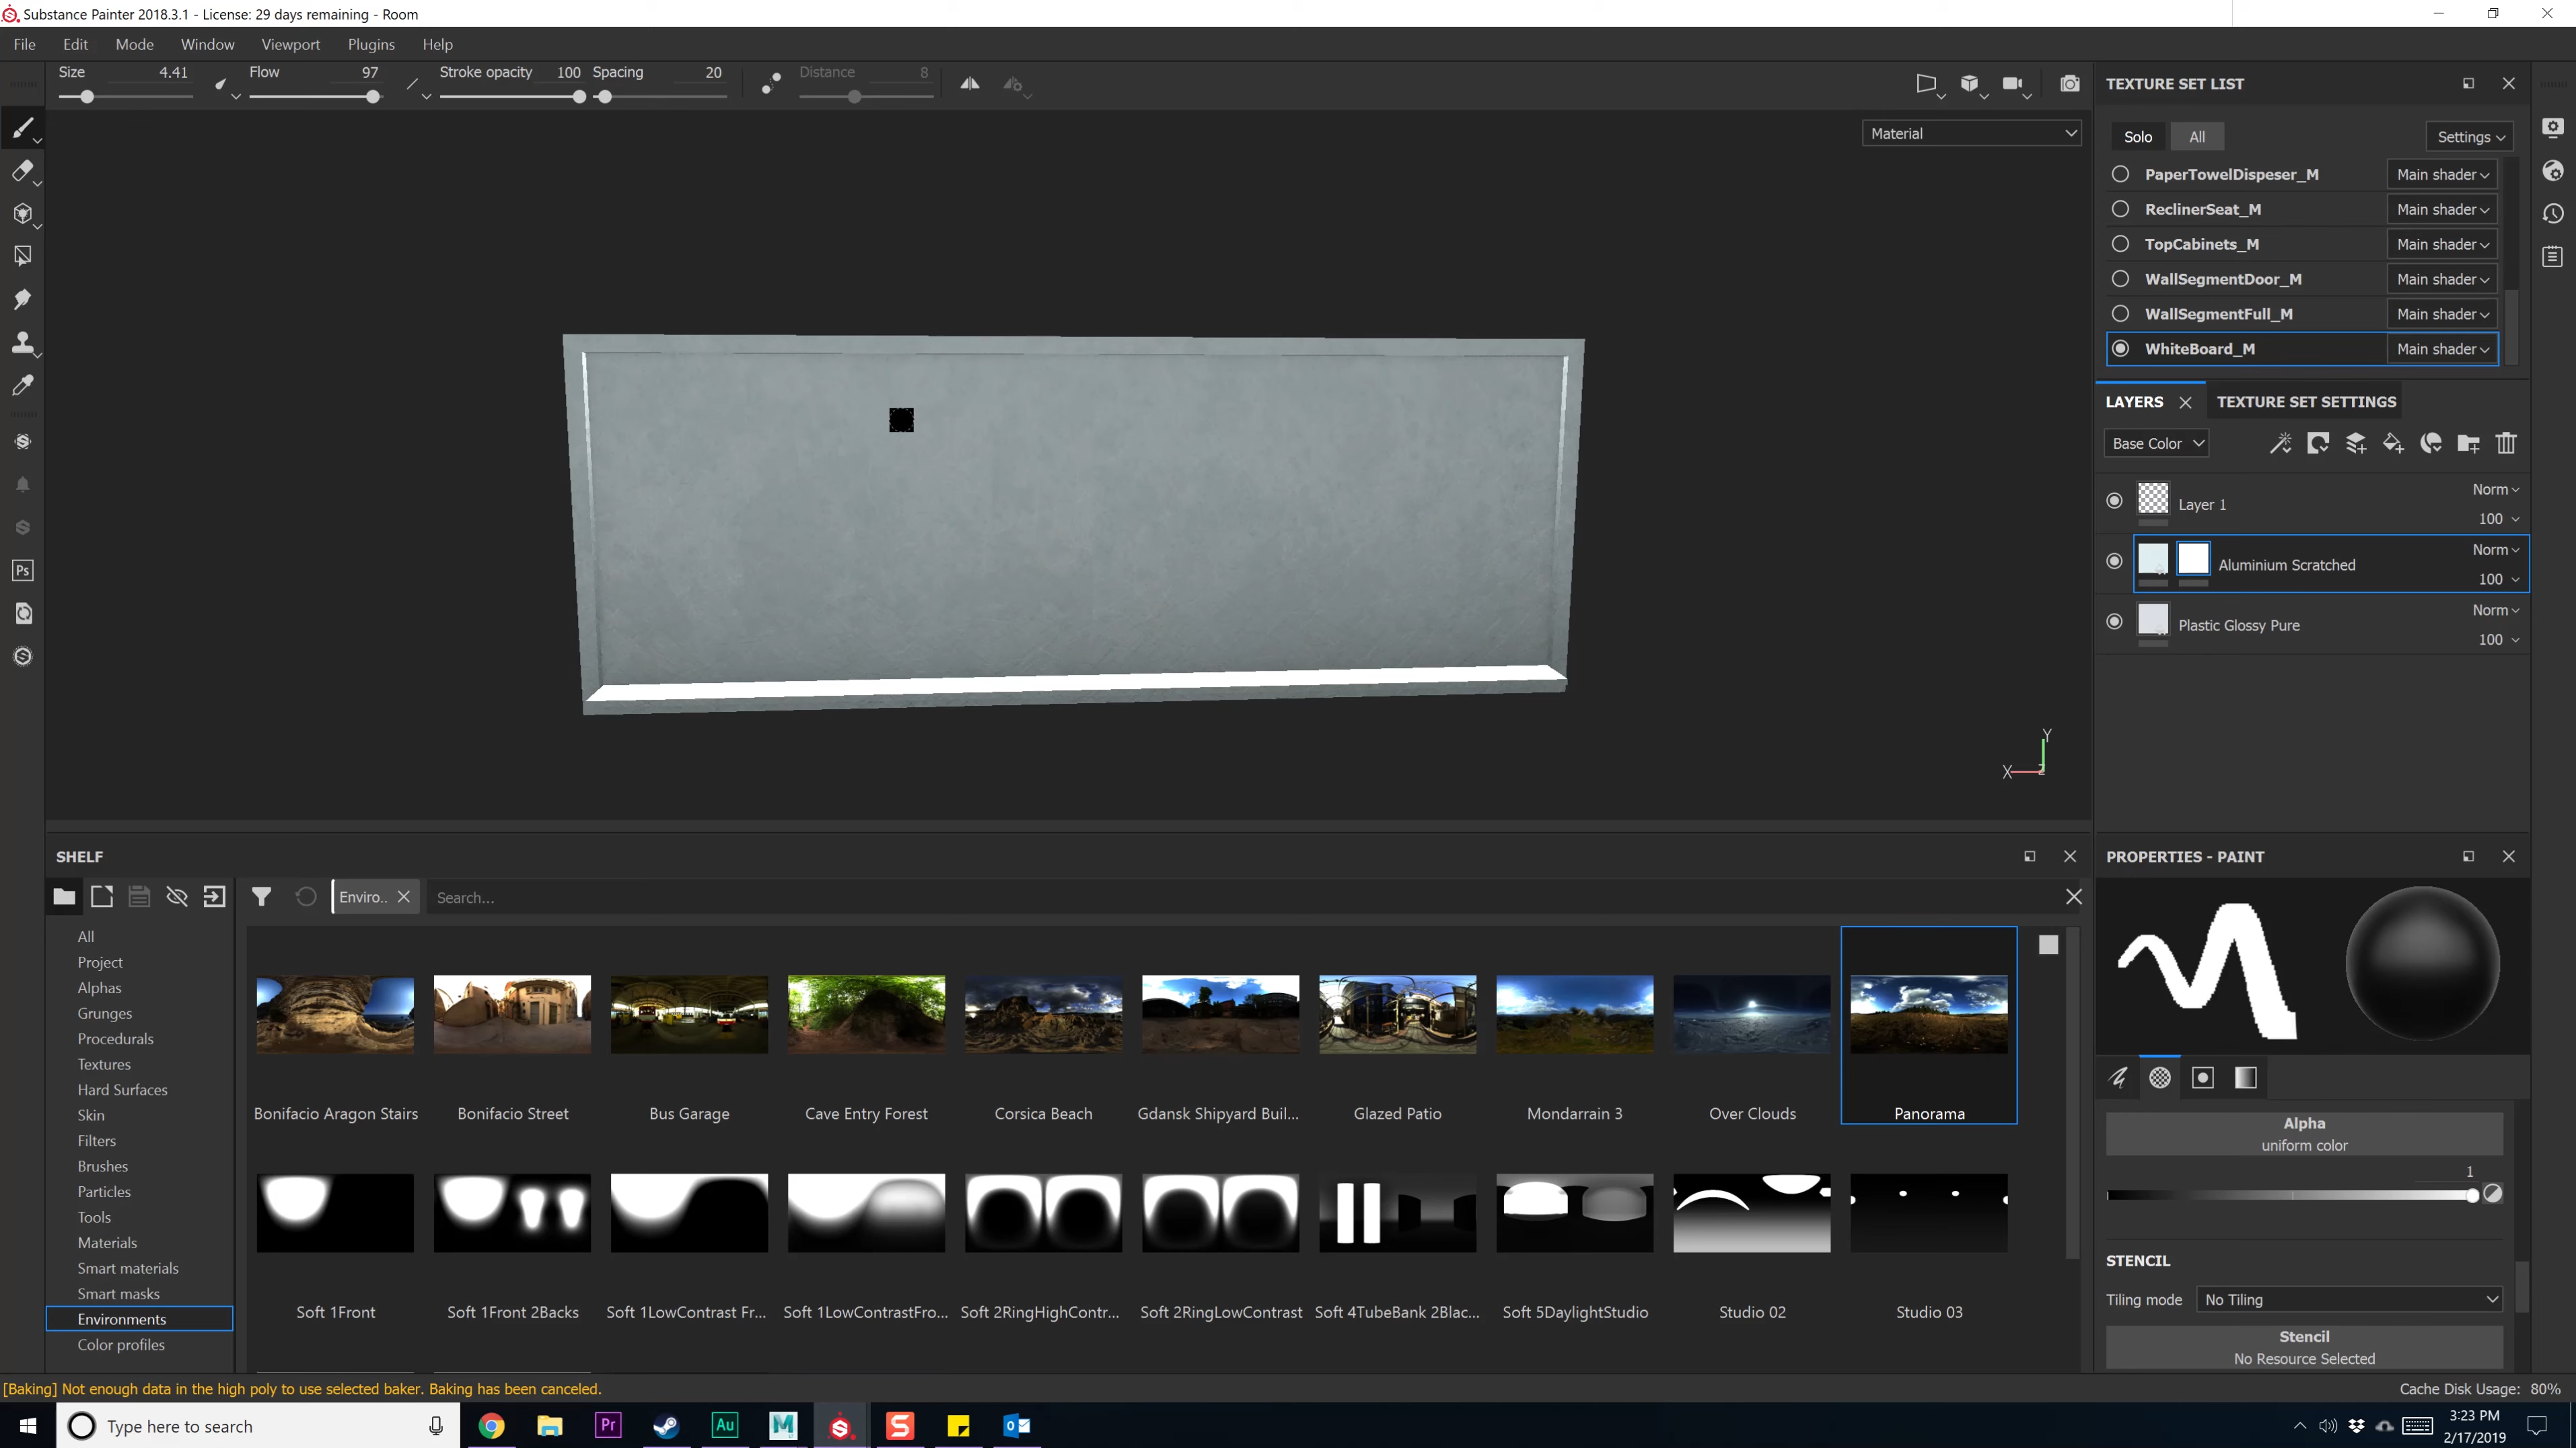 Substance Painter 2018.3.1 - License: 29 days remaining - Room
File Edit Mode Window Viewport Plugins Help
Size 4.41 Flow 97 Stroke opacity 100 Spacing 20 Distance 8
Material
TEXTURE SET LIST
Solo All Settings
PaperTowelDispeser_M Main shader
ReclinerSeat_M Main shader
TopCabinets_M Main shader
WallSegmentDoor_M Main shader
WallSegmentFull_M Main shader
WhiteBoard_M Main shader
LAYERS TEXTURE SET SETTINGS
Base Color
Layer 1 Norm
100
Aluminium Scratched Norm
100
Plastic Glossy Pure Norm
100
Ps
Y
X Z
SHELF
Enviro.. Search...
All
Project
Alphas
Grunges
Procedurals
Textures
Hard Surfaces
Skin
Filters
Brushes
Particles
Tools
Materials
Smart materials
Smart masks
Environments
Color profiles
Bonifacio Aragon Stairs Bonifacio Street Bus Garage Cave Entry Forest Corsica Beach Gdansk Shipyard Buil... Glazed Patio Mondarrain 3 Over Clouds Panorama
Soft 1Front Soft 1Front 2Backs Soft 1LowContrast Fr... Soft 1LowContrastFro... Soft 2RingHighContr... Soft 2RingLowContrast Soft 4TubeBank 2Blac... Soft 5DaylightStudio Studio 02 Studio 03
PROPERTIES - PAINT
Alpha
uniform color
1
STENCIL
Tiling mode No Tiling
Stencil
No Resource Selected
[Baking] Not enough data in the high poly to use selected baker. Baking has been canceled.
Cache Disk Usage: 80%
Type here to search
Pr Au M S
3:23 PM
2/17/2019